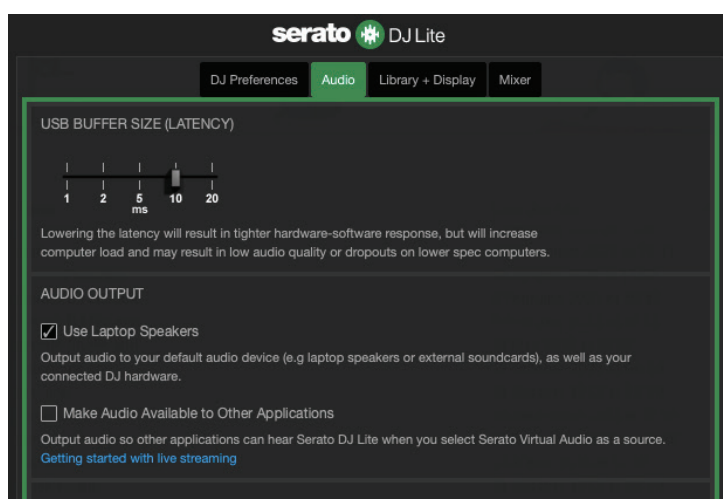 serato DJ Lite
DJ Preferences Audio Library + Display Mixer
USB BUFFER SIZE (LATENCY)
1 2 5 10 20
ms
Lowering the latency will result in tighter hardware-software response, but will increase
computer load and may result in low audio quality or dropouts on lower spec computers.
AUDIO OUTPUT
Use Laptop Speakers
Output audio to your default audio device (e.g laptop speakers or external soundcards), as well as your
connected DJ hardware.
Make Audio Available to Other Applications
Output audio so other applications can hear Serato DJ Lite when you select Serato Virtual Audio as a source.
Getting started with live streaming